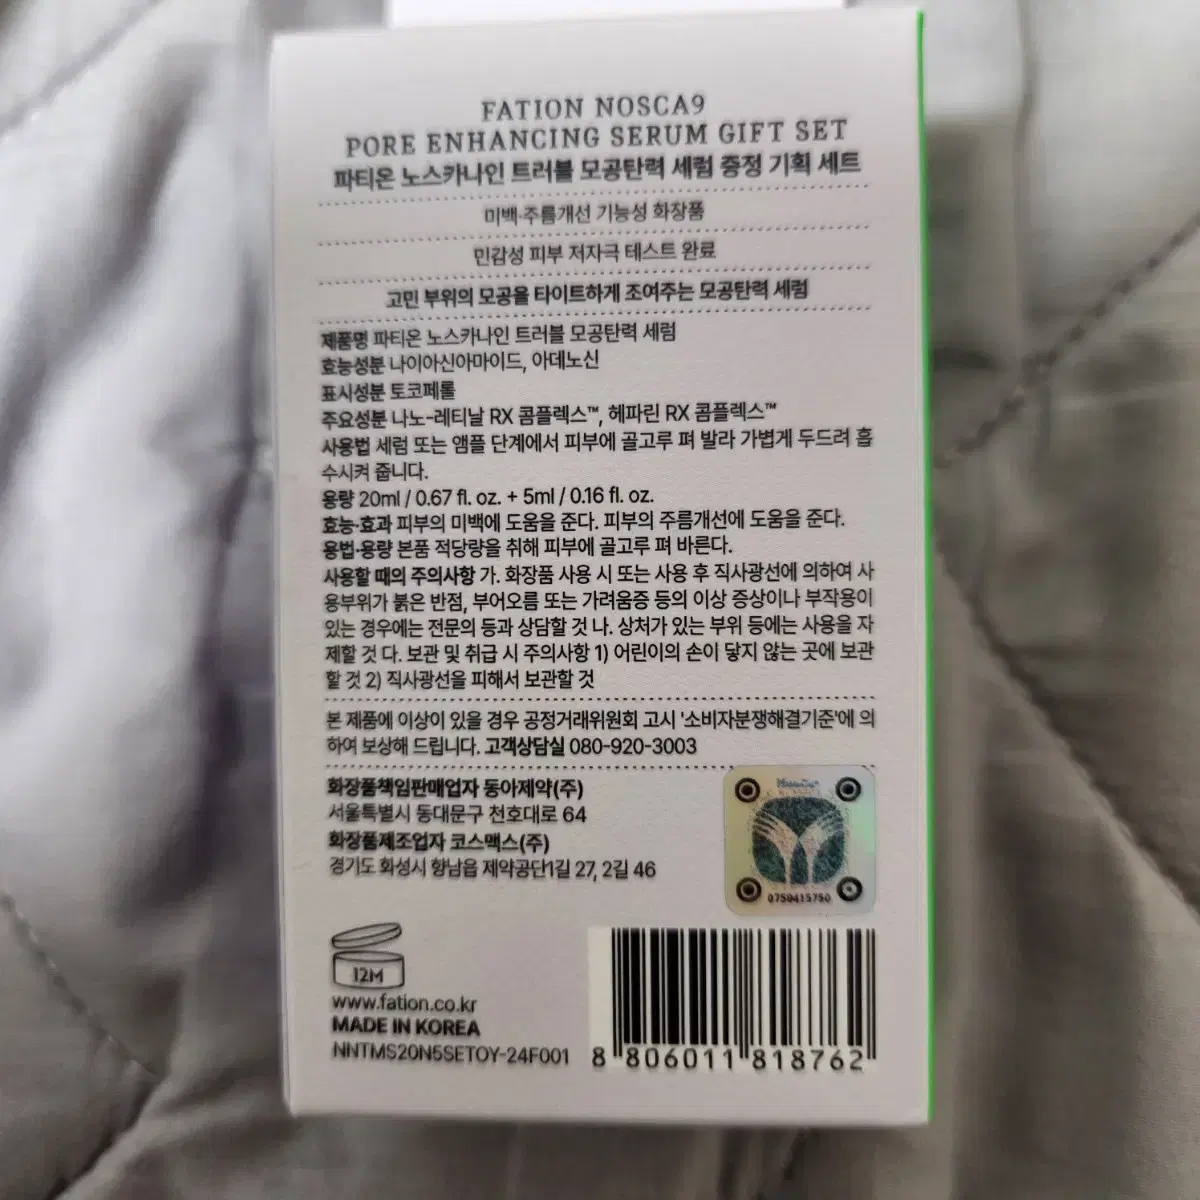 FATION NOSCA9
PORE ENHANCING SERUM GIFT SET
파티온 노스카나인 트러블 모공탄력 세럼 증정 기획 세트
미백·주름개선 기능성 화장품
민감성 피부 저자극 테스트 완료
고민 부위의 모공을 타이트하게 조여주는 모공탄력 세럼
제품명 파티온 노스카나인 트러블 모공탄력 세럼
효능성분 나이아신아마이드, 아데노신
표시성분 토코페롤
주요성분 나노-레티날 RX 콤플렉스™, 헤파린 RX 콤플렉스™
사용법 세럼 또는 앰플 단계에서 피부에 골고루 펴 발라 가볍게 두드려 흡
수시켜 줍니다.
용량 20ml / 0.67 fl. oz. + 5ml / 0.16 fl. oz.
효능·효과 피부의 미백에 도움을 준다. 피부의 주름개선에 도움을 준다.
용법·용량 본품 적당량을 취해 피부에 골고루 펴 바른다.
사용할 때의 주의사항 가. 화장품 사용 시 또는 사용 후 직사광선에 의하여 사
용부위가 붉은 반점, 부어오름 또는 가려움증 등의 이상 증상이나 부작용이
있는 경우에는 전문의 등과 상담할 것 나. 상처가 있는 부위 등에는 사용을 자
제할 것 다. 보관 및 취급 시 주의사항 1) 어린이의 손이 닿지 않는 곳에 보관
할 것 2) 직사광선을 피해서 보관할 것
본 제품에 이상이 있을 경우 공정거래위원회 고시 '소비자분쟁해결기준'에 의
하여 보상해 드립니다. 고객상담실 080-920-3003
화장품책임판매업자 동아제약(주)
서울특별시 동대문구 천호대로 64
화장품제조업자 코스맥스(주)
경기도 화성시 향남읍 제약공단1길 27, 2길 46
0750415750
12M
www.fation.co.kr
MADE IN KOREA
NNTMS20N5SETOY-24F001
8 806011 818762